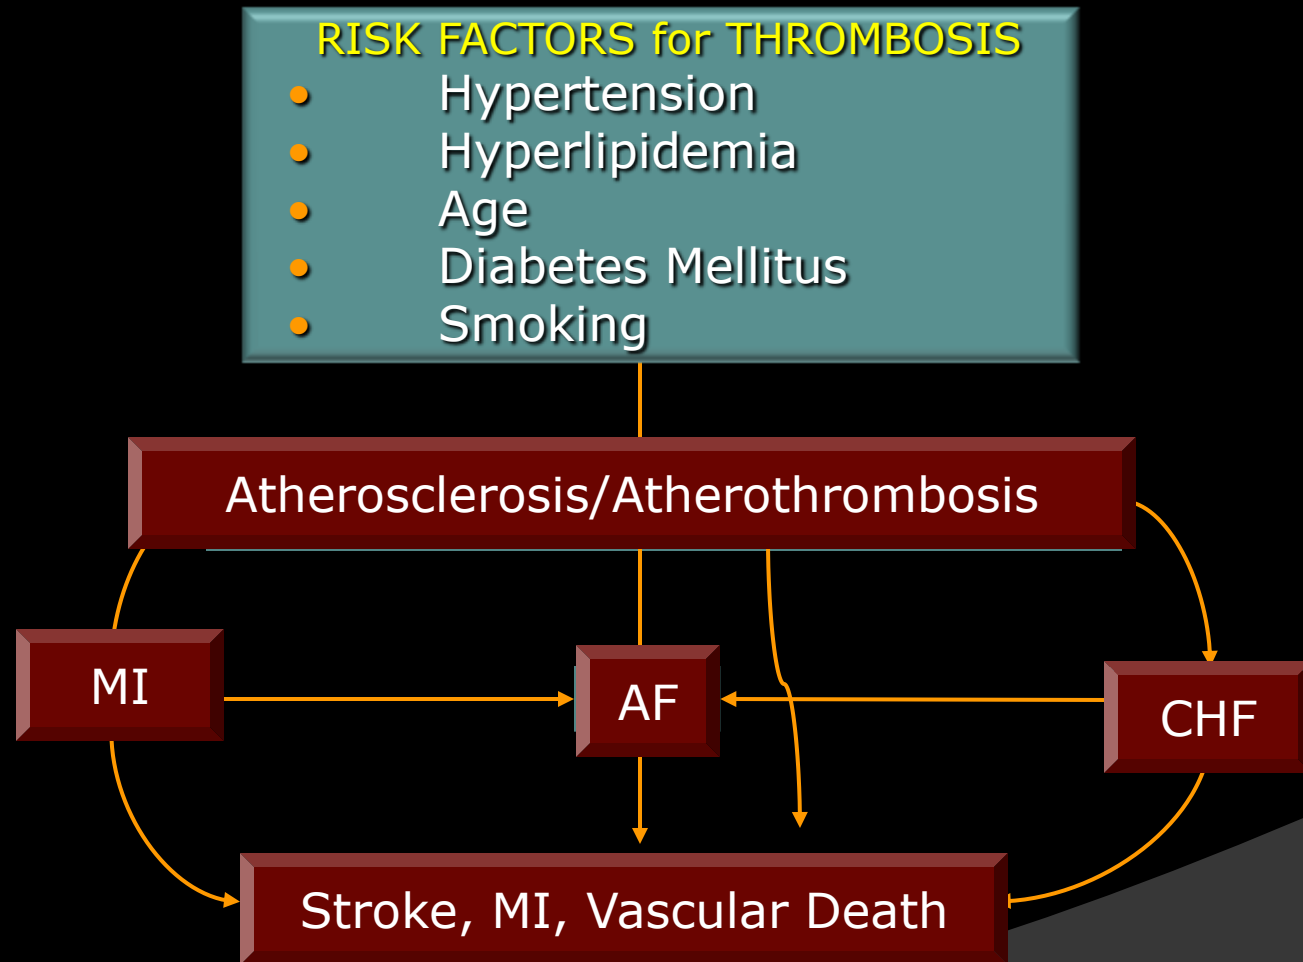 RISK FACTORS for THROMBOSIS
• Hypertension
• Hyperlipidemia
• Age
• Diabetes Mellitus
• Smoking
Atherosclerosis/Atherothrombosis
MI
AF
CHF
Stroke, MI, Vascular Death